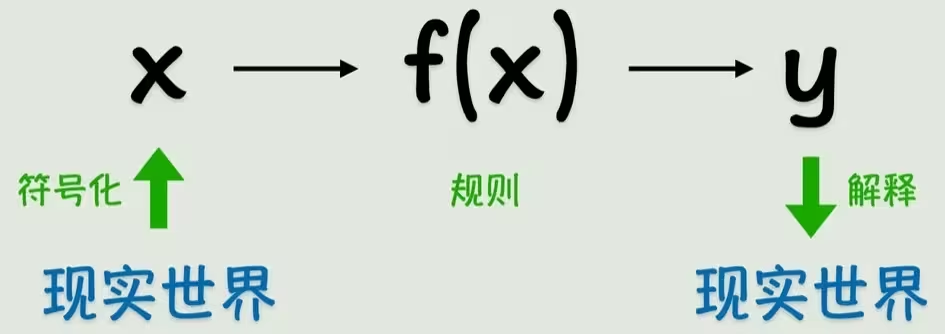 x → f(x) → y
符号化 规则 解释
现实世界 现实世界